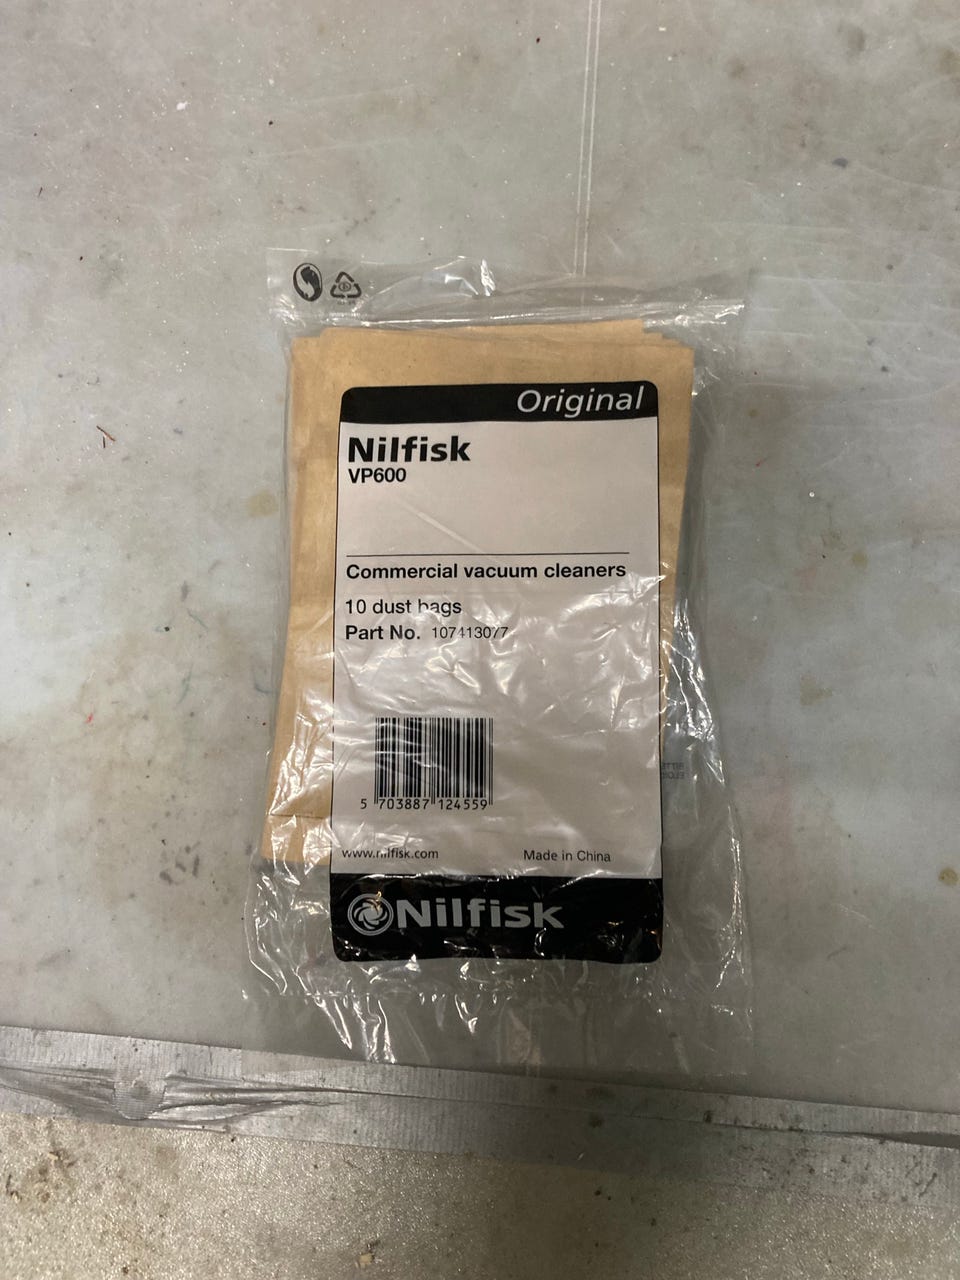 Original
Nilfisk
VP600
Commercial vacuum cleaners
10 dust bags
Part No. 107413077
5 703887 124559
www.nilfisk.com
Made in China
Nilfisk